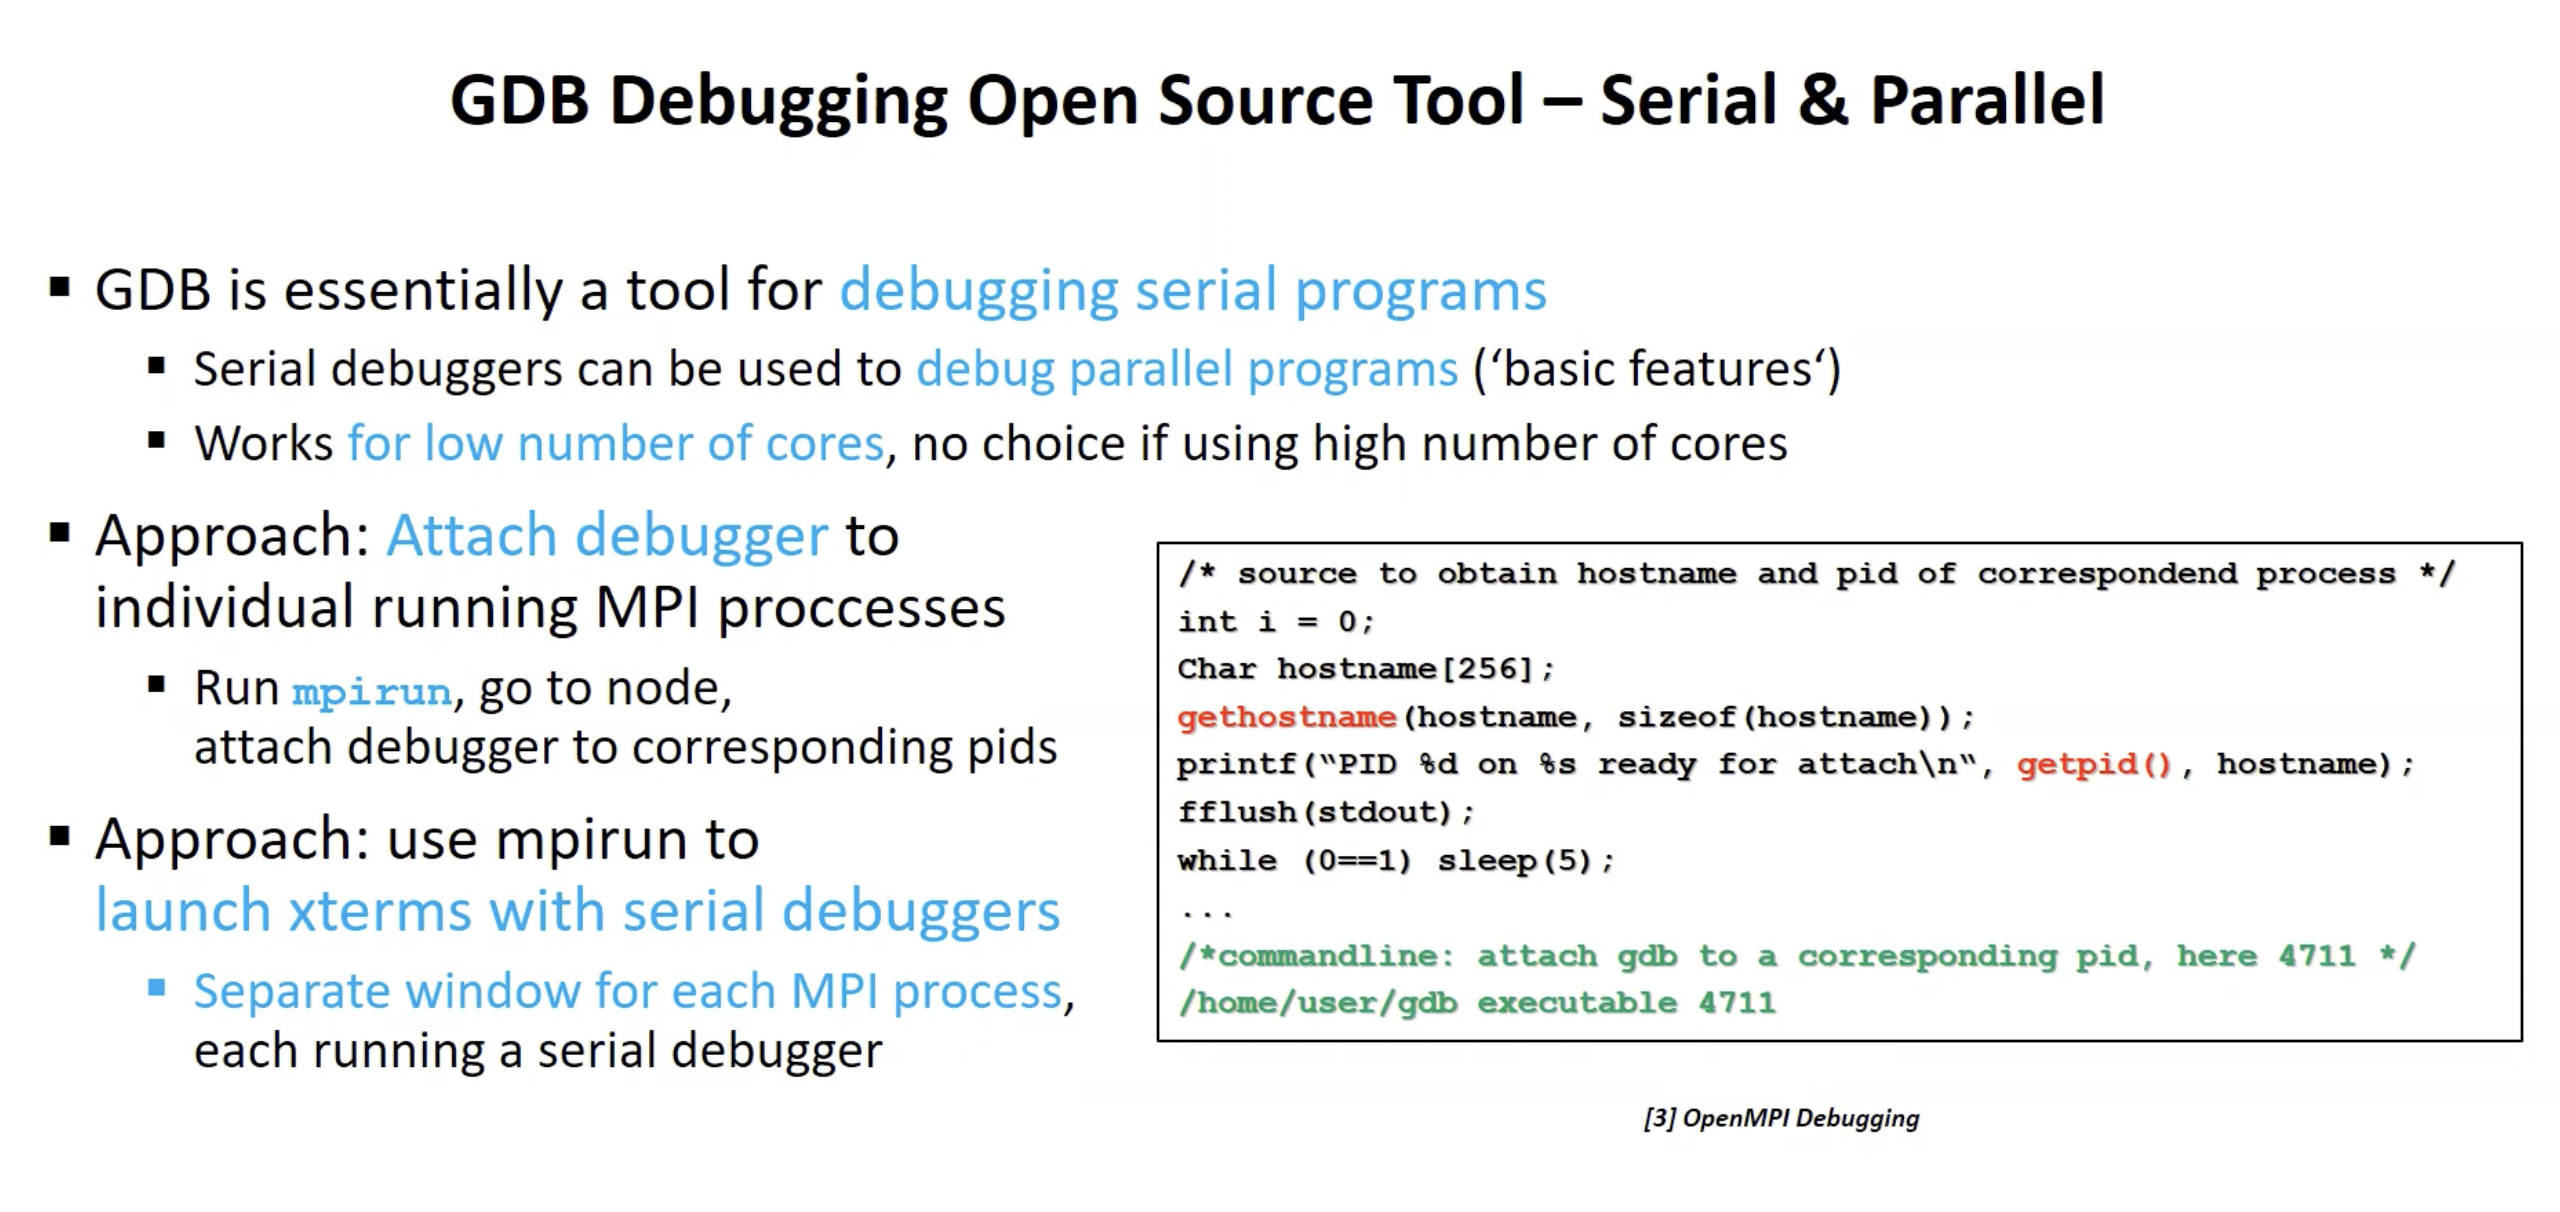 GDB Debugging Open Source Tool – Serial & Parallel
▪ GDB is essentially a tool for debugging serial programs
▪ Serial debuggers can be used to debug parallel programs (‘basic features‘)
▪ Works for low number of cores, no choice if using high number of cores
▪ Approach: Attach debugger to
individual running MPI proccesses
▪ Run mpirun, go to node,
attach debugger to corresponding pids
▪ Approach: use mpirun to
launch xterms with serial debuggers
▪ Separate window for each MPI process,
each running a serial debugger
/* source to obtain hostname and pid of correspondend process */
int i = 0;
Char hostname[256];
gethostname(hostname, sizeof(hostname));
printf(“PID %d on %s ready for attach\n“, getpid(), hostname);
fflush(stdout);
while (0==1) sleep(5);
...
/*commandline: attach gdb to a corresponding pid, here 4711 */
/home/user/gdb executable 4711
[3] OpenMPI Debugging